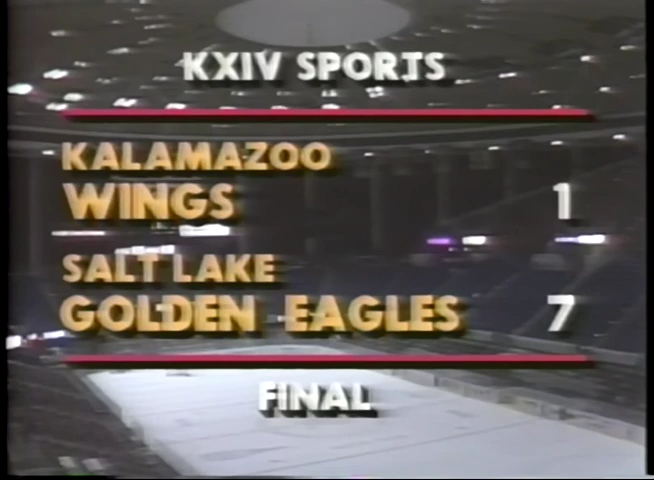 KXIV SPORTS
KALAMAZOO
WINGS 1
SALT LAKE
GOLDEN EAGLES 7
FINAL